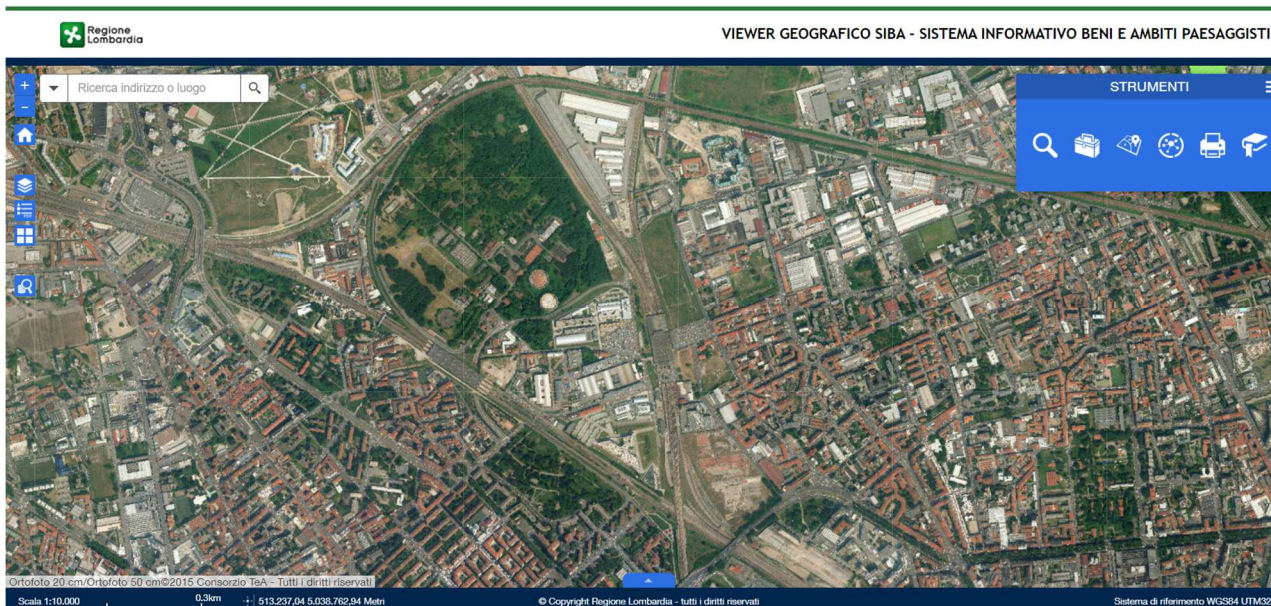 Regione
Lombardia
VIEWER GEOGRAFICO SIBA - SISTEMA INFORMATIVO BENI E AMBITI PAESAGGISTI
+
Ricerca indirizzo o luogo
STRUMENTI
−
Ortofoto 20 cm/Ortofoto 50 cm©2015 Consorzio TeA - Tutti i diritti riservati
Scala 1:10.000
0.3km
513.237,04 5.038.762,94 Metri
© Copyright Regione Lombardia - tutti i diritti riservati
Sistema di riferimento WGS84 UTM32